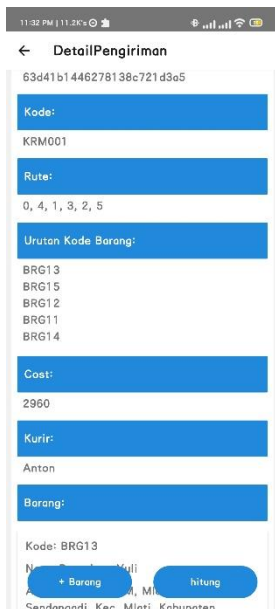 11:32 PM | 11.2K's
DetailPengiriman
63d41b1446278138c721d3a5
Kode:
KRM001
Rute:
0, 4, 1, 3, 2, 5
Urutan Kode Barang:
BRG13
BRG15
BRG12
BRG11
BRG14
Cost:
2960
Kurir:
Anton
Barang:
Kode: BRG13
+ Barang
hitung
Sendangadi, Kec. Mlati, Kabupaten